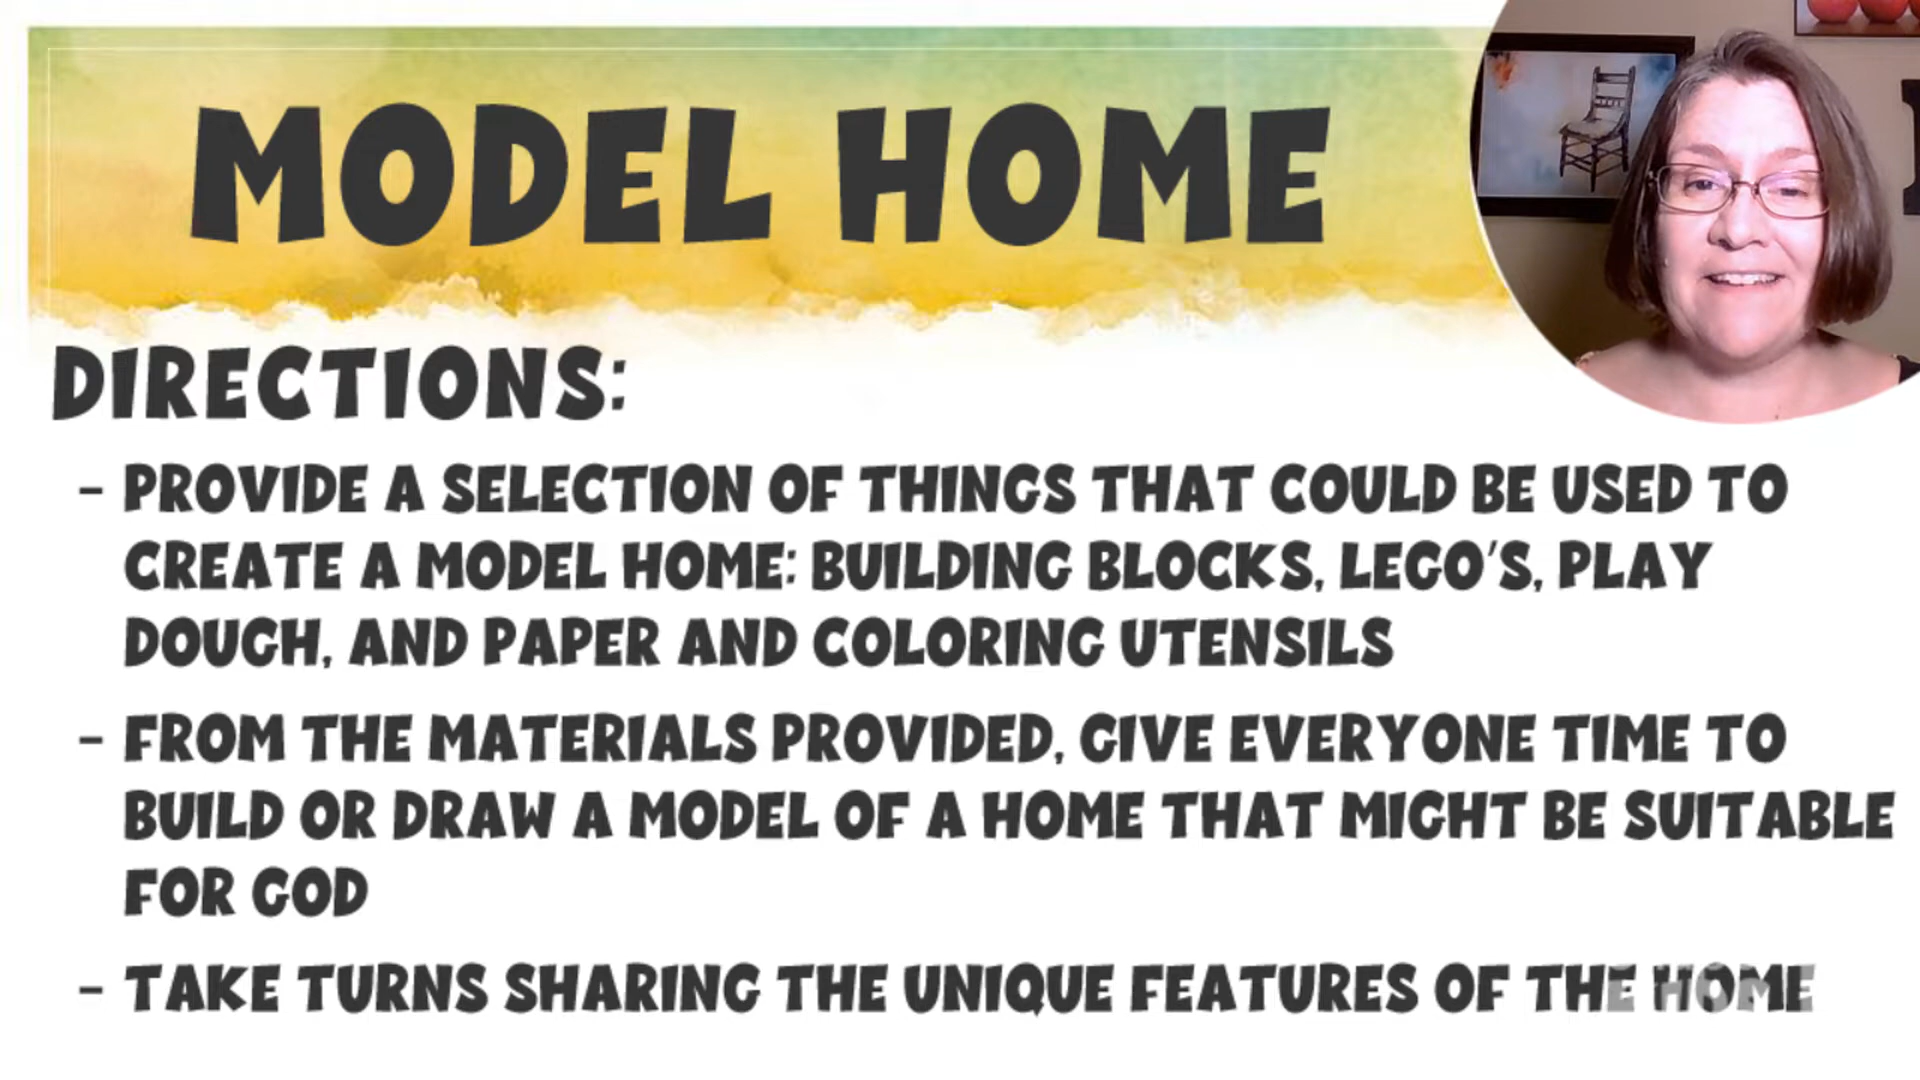 MODEL HOME
DIRECTIONS:
- PROVIDE A SELECTION OF THINGS THAT COULD BE USED TO
CREATE A MODEL HOME: BUILDING BLOCKS, LEGO'S, PLAY
DOUGH, AND PAPER AND COLORING UTENSILS
- FROM THE MATERIALS PROVIDED, GIVE EVERYONE TIME TO
BUILD OR DRAW A MODEL OF A HOME THAT MIGHT BE SUITABLE
FOR GOD
- TAKE TURNS SHARING THE UNIQUE FEATURES OF THE HOME